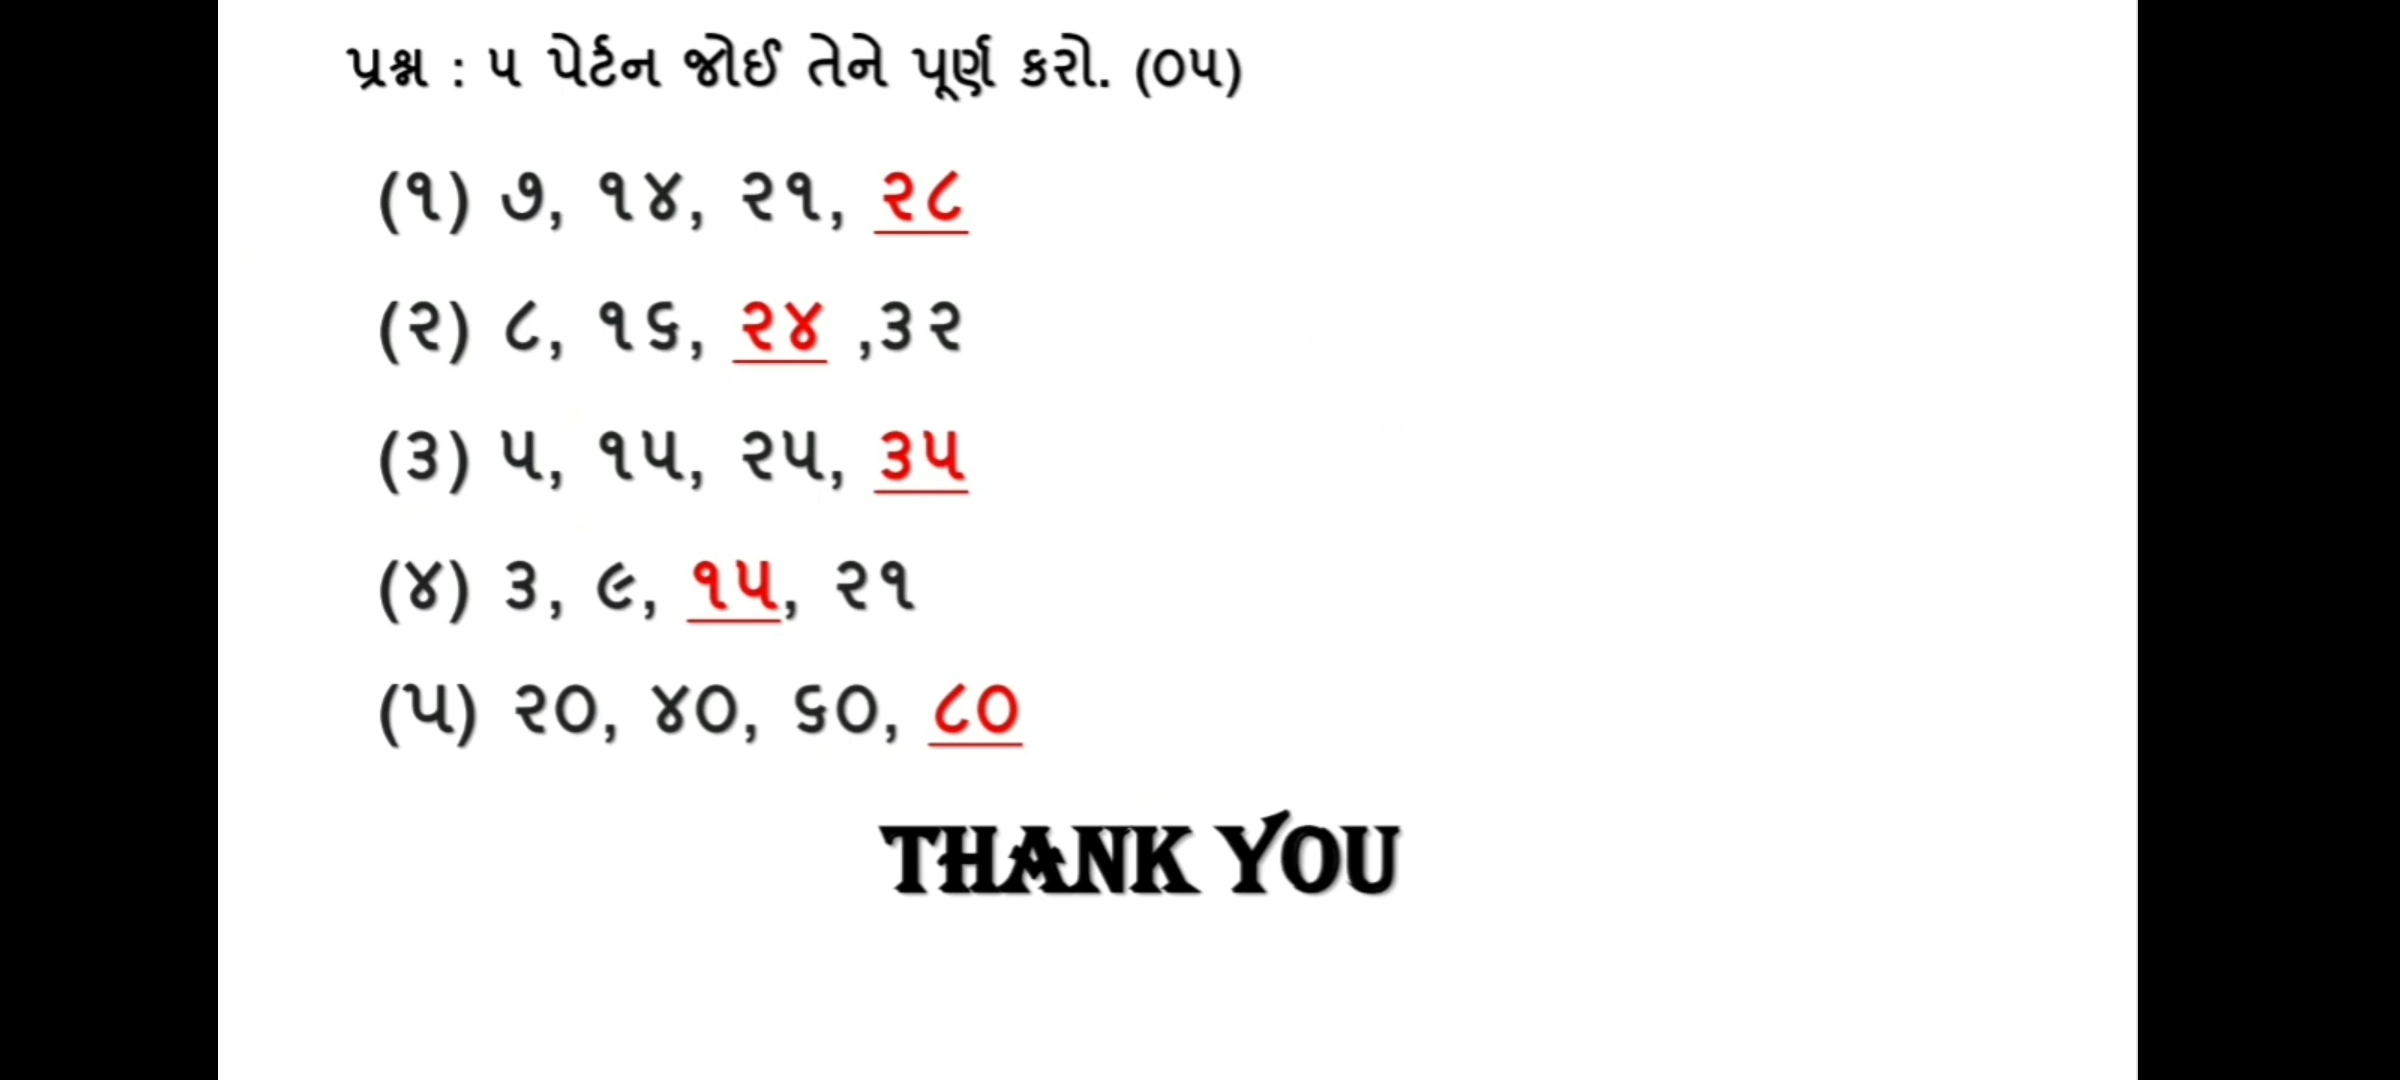 પ્રશ્ન : ૫ પેર્ટન જોઈ તેને પૂર્ણ કરો. (૦૫)
(૧) ૭, ૧૪, ૨૧, ૨૮
(૨) ૮, ૧૬, ૨૪ ,૩૨
(૩) ૫, ૧૫, ૨૫, ૩૫
(૪) ૩, ૯, ૧૫, ૨૧
(૫) ૨૦, ૪૦, ૬૦, ૮૦
THANK YOU